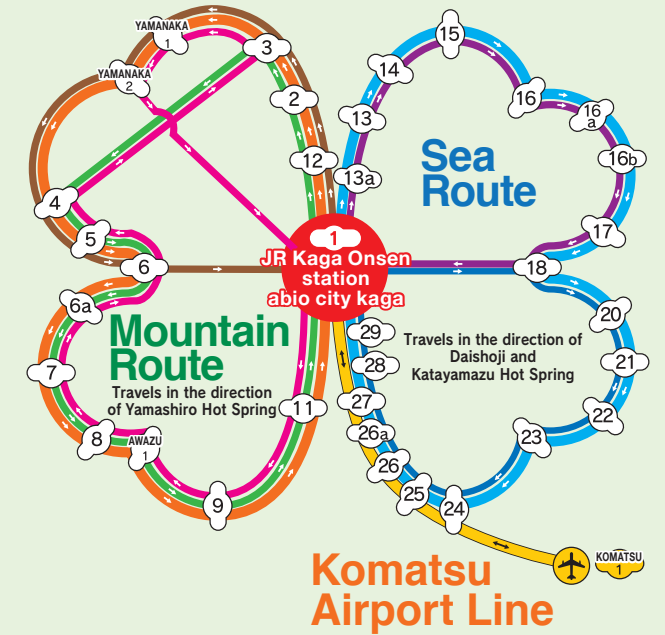 YAMANAKA
1
3
YAMANAKA
2
2
12
4
5
6
15
14
16
16
a
13
16b
13a
Sea
Route
17
18
1
JR Kaga Onsen
station
abio city kaga
6a
Mountain
Route
Travels in the direction
of Yamashiro Hot Spring
7
8
AWAZU
1
9
11
29
28
27
26a
26
25
24
Travels in the direction of
Daishoji and
Katayamazu Hot Spring
20
21
22
23
Komatsu
Airport Line
KOMATSU
1